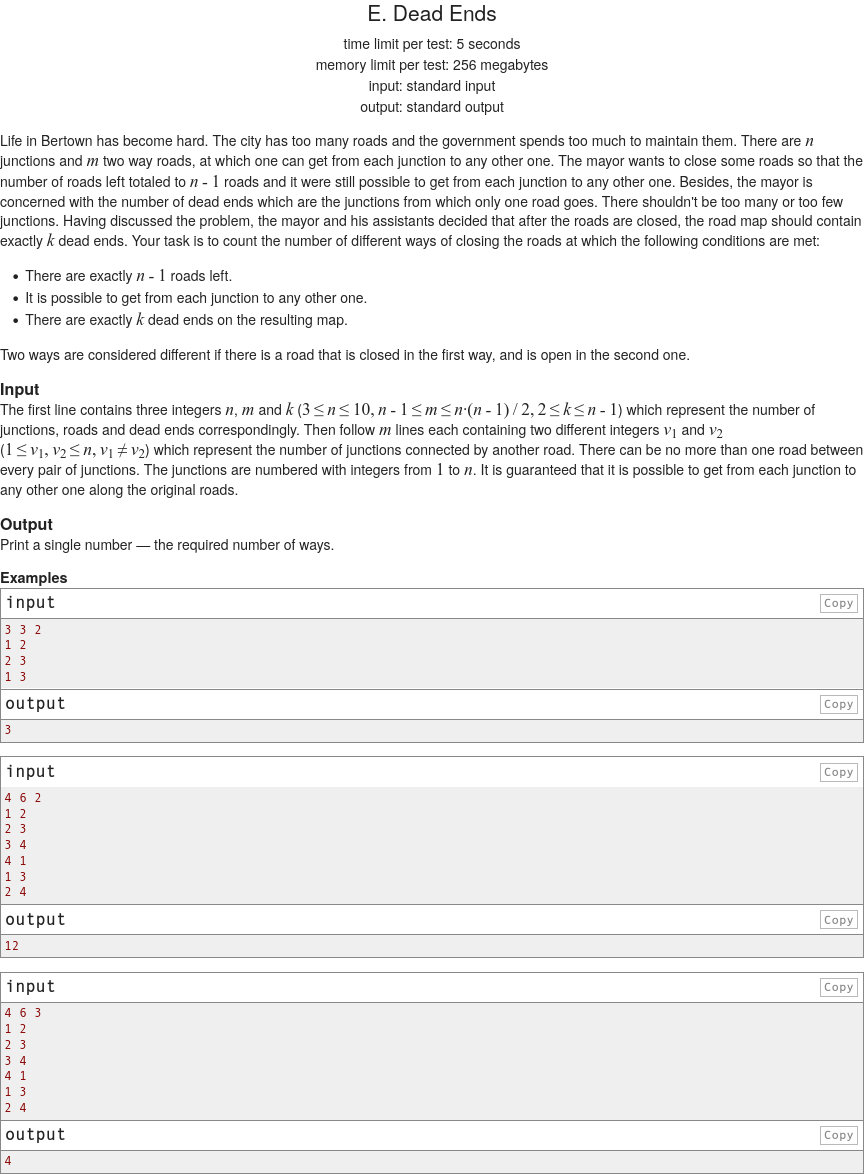 E. Dead Ends
time limit per test: 5 seconds
memory limit per test: 256 megabytes
input: standard input
output: standard output
Life in Bertown has become hard. The city has too many roads and the government spends too much to maintain them. There are n
junctions and m two way roads, at which one can get from each junction to any other one. The mayor wants to close some roads so that the
number of roads left totaled to n - 1 roads and it were still possible to get from each junction to any other one. Besides, the mayor is
concerned with the number of dead ends which are the junctions from which only one road goes. There shouldn't be too many or too few
junctions. Having discussed the problem, the mayor and his assistants decided that after the roads are closed, the road map should contain
exactly k dead ends. Your task is to count the number of different ways of closing the roads at which the following conditions are met:
• There are exactly n - 1 roads left.
• It is possible to get from each junction to any other one.
• There are exactly k dead ends on the resulting map.
Two ways are considered different if there is a road that is closed in the first way, and is open in the second one.
Input
The first line contains three integers n, m and k (3 ≤ n ≤ 10, n - 1 ≤ m ≤ n·(n - 1) / 2, 2 ≤ k ≤ n - 1) which represent the number of
junctions, roads and dead ends correspondingly. Then follow m lines each containing two different integers v1 and v2
(1 ≤ v1, v2 ≤ n, v1 ≠ v2) which represent the number of junctions connected by another road. There can be no more than one road between
every pair of junctions. The junctions are numbered with integers from 1 to n. It is guaranteed that it is possible to get from each junction to
any other one along the original roads.
Output
Print a single number — the required number of ways.
Examples
input Copy
3 3 2
1 2
2 3
1 3
output Copy
3
input Copy
4 6 2
1 2
2 3
3 4
4 1
1 3
2 4
output Copy
12
input Copy
4 6 3
1 2
2 3
3 4
4 1
1 3
2 4
output Copy
4